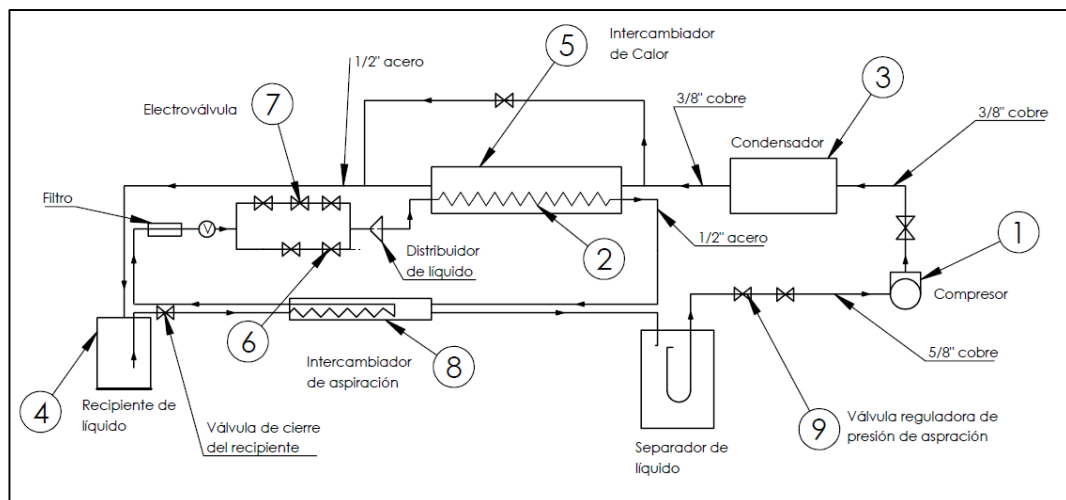 5
Intercambiador
de Calor
1/2" acero
7
Electroválvula
3/8" cobre
3
3/8" cobre
Condensador
Filtro
V
Distribuidor
de líquido
2
1/2" acero
1
Compresor
6
Intercambiador
de aspiración
8
5/8" cobre
4
Recipiente de
líquido
Válvula de cierre
del recipiente
Separador de
líquido
9
Válvula reguladora de
presión de aspración